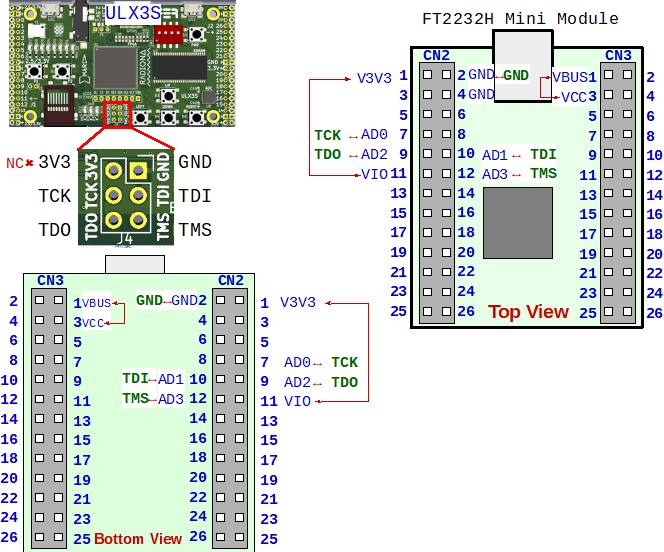 ULX3S
FT2232H Mini Module
CN2 CN3
V3V3 1 2 GND↔GND VBUS 1 2
3 4 GND VCC 3 4
5 6 5 6
TCK ↔ AD0 7 8 7 8
TDO ↔ AD2 9 10 AD1 ↔ TDI 9 10
VIO 11 12 AD3 ↔ TMS 11 12
13 14 13 14
15 16 15 16
17 18 17 18
19 20 19 20
21 22 21 22
23 24 23 24
25 26 25 26
Top View
NC✖ 3V3 3V3 GND GND
TCK TCK TDI TDI
TDO TDO TMS TMS
J4
CN3 CN2
2 1 VBUS GND↔GND 2 1 V3V3
4 3 VCC 4 3
6 5 6 5
8 7 8 7 AD0↔ TCK
10 9 TDI↔AD1 10 9 AD2↔ TDO
12 11 TMS↔AD3 12 11 VIO
14 13 14 13
16 15 16 15
18 17 18 17
20 19 20 19
22 21 22 21
24 23 24 23
26 25 Bottom View 26 25